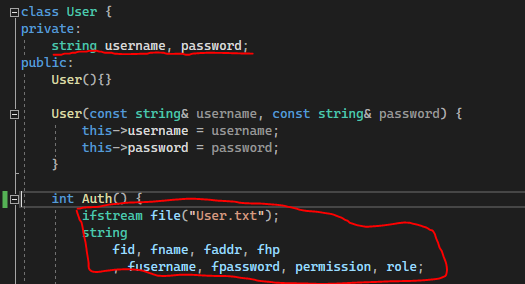 class User {
private:
string username, password;
public:
User(){}
User(const string& username, const string& password) {
this->username = username;
this->password = password;
}
int Auth() {
ifstream file("User.txt");
string
fid, fname, faddr, fhp
, fusername, fpassword, permission, role;